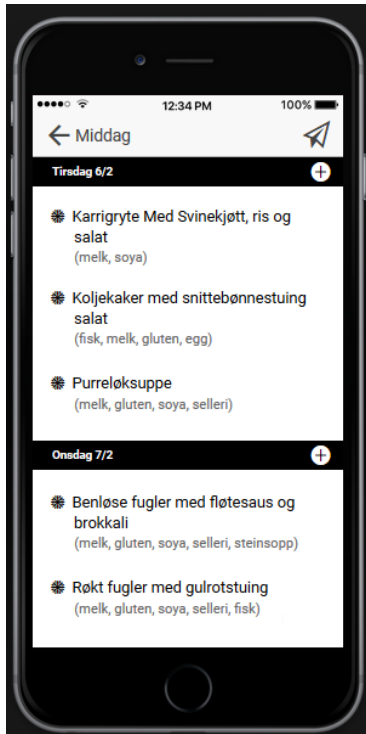 12:34 PM
100%
Middag
Tirsdag 6/2
Karrigryte Med Svinekjøtt, ris og
salat
(melk, soya)
Koljekaker med snittebønnestuing
salat
(fisk, melk, gluten, egg)
Purreløksuppe
(melk, gluten, soya, selleri)
Onsdag 7/2
Benløse fugler med fløtesaus og
brokkali
(melk, gluten, soya, selleri, steinsopp)
Røkt fugler med gulrotstuing
(melk, gluten, soya, selleri, fisk)